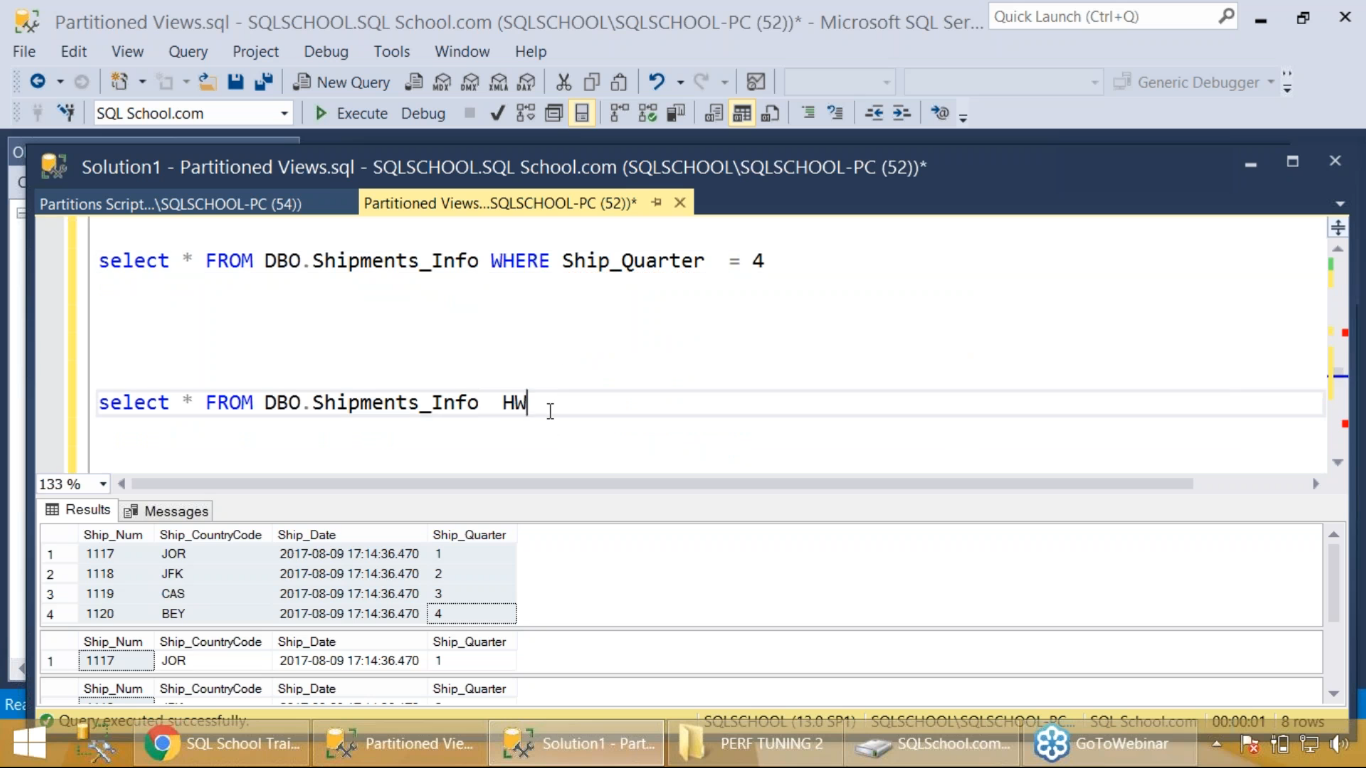 Partitioned Views.sql - SQLSCHOOL.SQL School.com (SQLSCHOOL\SQLSCHOOL-PC (52))* - Microsoft SQL Ser...
Quick Launch (Ctrl+Q)
File Edit View Query Project Debug Tools Window Help
New Query MDX DMX XMLA DAX Generic Debugger
SQL School.com Execute Debug
Solution1 - Partitioned Views.sql - SQLSCHOOL.SQL School.com (SQLSCHOOL\SQLSCHOOL-PC (52))*
Partitions Script...\SQLSCHOOL-PC (54)) Partitioned Views...SQLSCHOOL-PC (52))*
select * FROM DBO.Shipments_Info WHERE Ship_Quarter = 4
select * FROM DBO.Shipments_Info HW
133 %
Results Messages
Ship_Num Ship_CountryCode Ship_Date Ship_Quarter
1 1117 JOR 2017-08-09 17:14:36.470 1
2 1118 JFK 2017-08-09 17:14:36.470 2
3 1119 CAS 2017-08-09 17:14:36.470 3
4 1120 BEY 2017-08-09 17:14:36.470 4
Ship_Num Ship_CountryCode Ship_Date Ship_Quarter
1 1117 JOR 2017-08-09 17:14:36.470 1
Ship_Num Ship_CountryCode Ship_Date Ship_Quarter
Rea
Query executed successfully. SQLSCHOOL (13.0 SP1) SQLSCHOOL\SQLSCHOOL-PC... SQL School.com 00:00:01 8 rows
SQL School Trai... Partitioned Vie... Solution1 - Part... PERF TUNING 2 SQLSchool.com... GoToWebinar